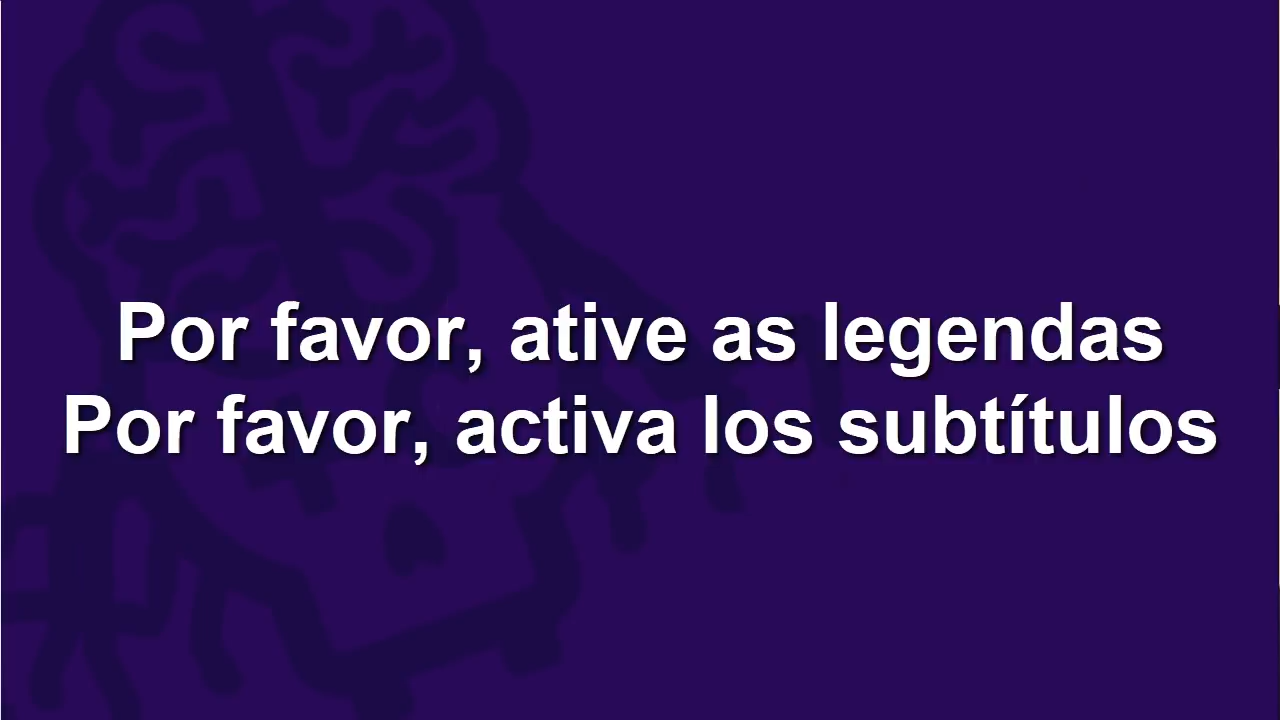 Por favor, ative as legendas
Por favor, activa los subtítulos